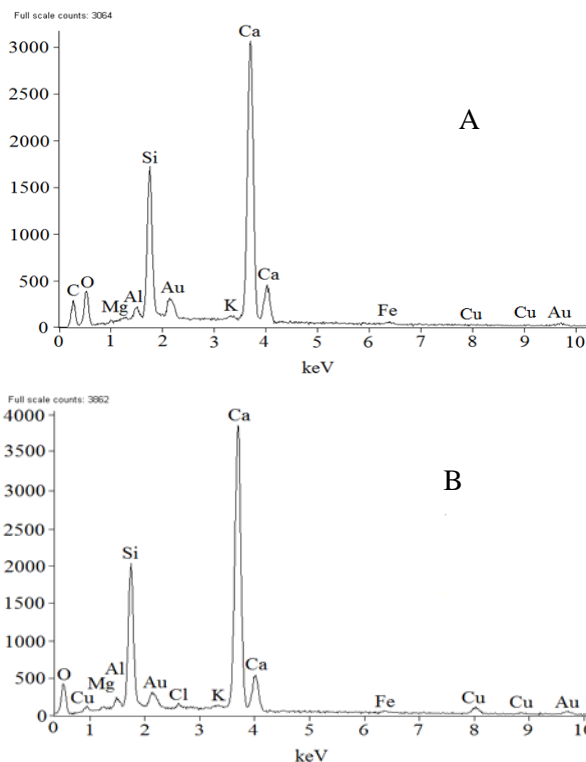 Full scale counts: 3064
Ca
3000
2500
A
2000
Si
1500
1000
500
C O Mg Al Au K Ca Fe Cu Cu Au
0
0 1 2 3 4 5 6 7 8 9 10
keV
Full scale counts: 3862
4000
Ca
3500
3000
B
2500
Si
2000
1500
1000
500
O Cu Mg Al Au Cl K Ca Fe Cu Cu Au
0
0 1 2 3 4 5 6 7 8 9 10
keV